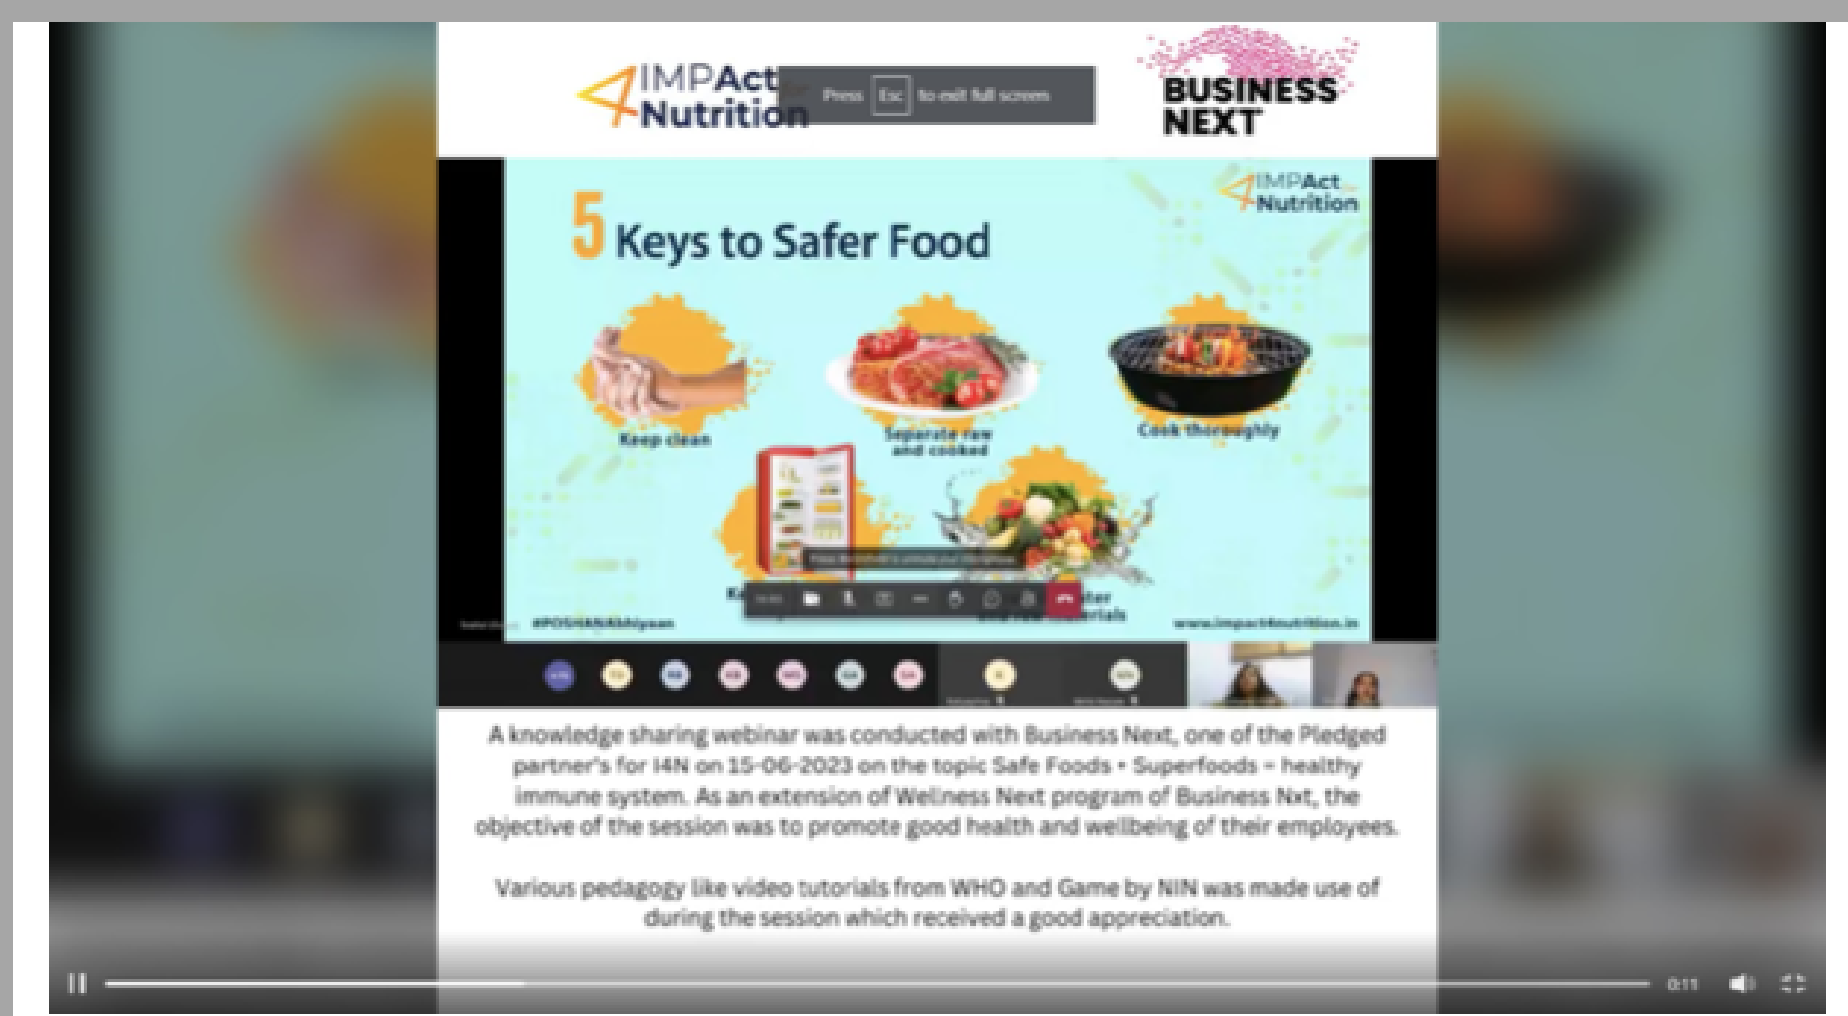 4 IMPAct
Nutrition
Press Esc to exit full screen
BUSINESS
NEXT
4 IMPAct
Nutrition
5 Keys to Safer Food
Keep clean
Separate raw
and cooked
Cook thoroughly
#POSHANAbhiyaan
www.impact4nutrition.in
A knowledge sharing webinar was conducted with Business Next, one of the Pledged
partner's for I4N on 15-06-2023 on the topic Safe Foods + Superfoods = healthy
immune system. As an extension of Wellness Next program of Business Nxt, the
objective of the session was to promote good health and wellbeing of their employees.
Various pedagogy like video tutorials from WHO and Game by NIN was made use of
during the session which received a good appreciation.
0:11